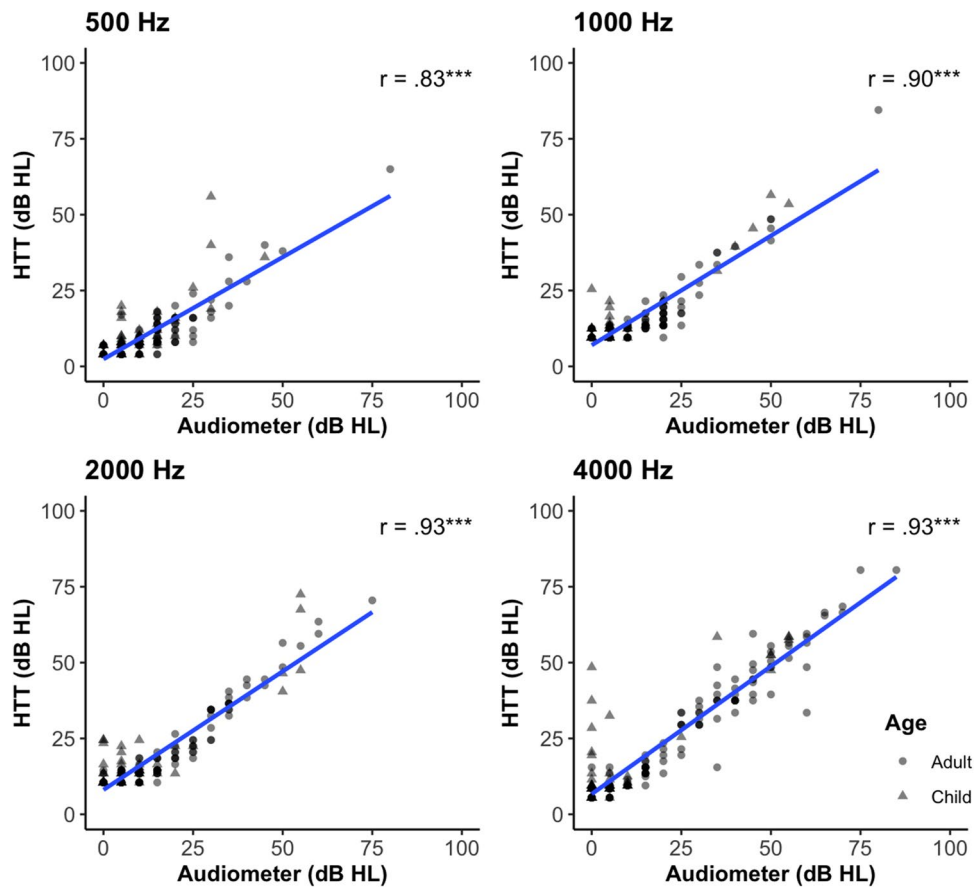 500 Hz
r = .83***
HTT (dB HL)
100
75
50
25
0
0 25 50 75 100
Audiometer (dB HL)
1000 Hz
r = .90***
HTT (dB HL)
100
75
50
25
0
0 25 50 75 100
Audiometer (dB HL)
2000 Hz
r = .93***
HTT (dB HL)
100
75
50
25
0
0 25 50 75 100
Audiometer (dB HL)
4000 Hz
r = .93***
HTT (dB HL)
100
75
50
25
0
0 25 50 75 100
Audiometer (dB HL)
Age
Adult
Child